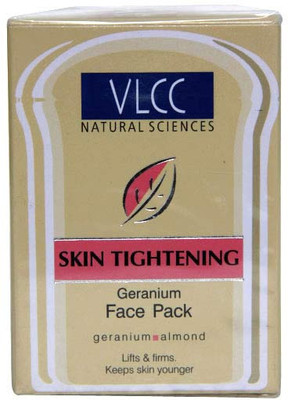 VLCC
NATURAL SCIENCES
SKIN TIGHTENING
Geranium
Face Pack
geranium■almond
Lifts & firms.
Keeps skin younger